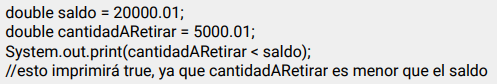 double saldo = 20000.01;
double cantidadARetirar = 5000.01;
System.out.print(cantidadARetirar < saldo);
//esto imprimirá true, ya que cantidadARetirar es menor que el saldo